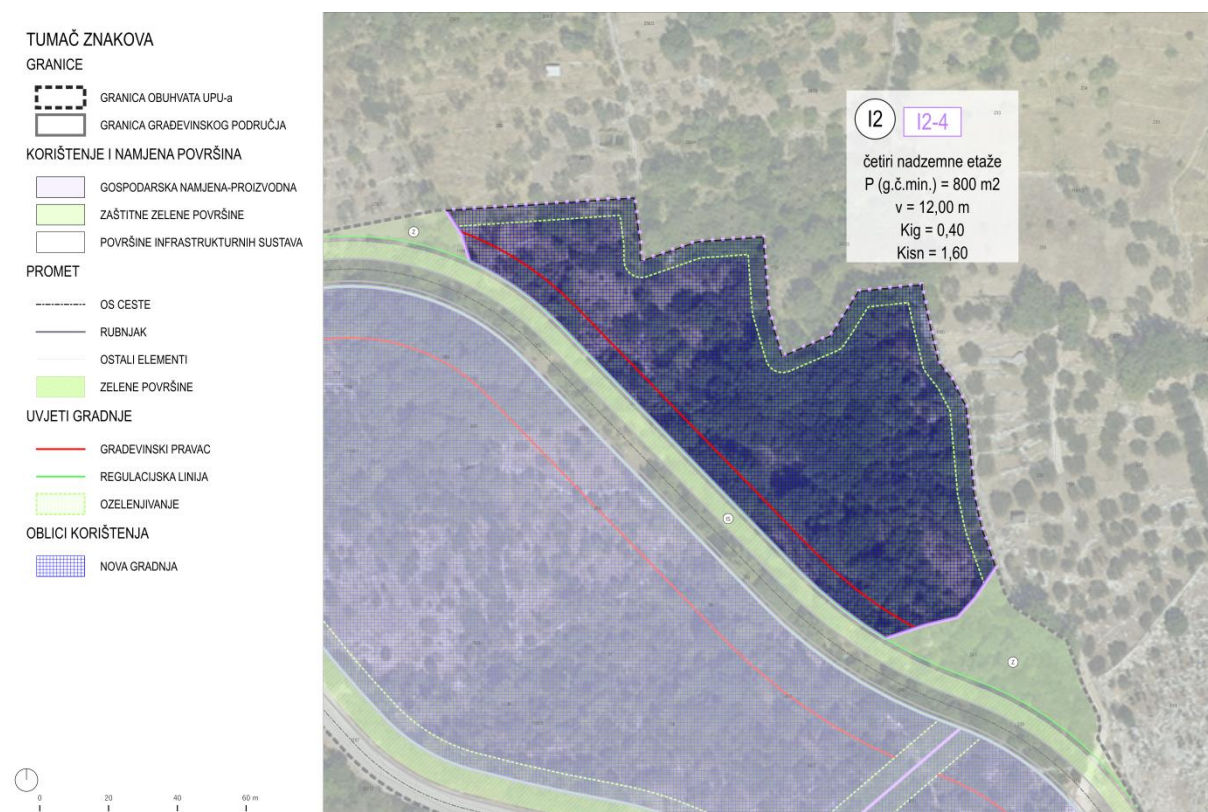 TUMAČ ZNAKOVA
GRANICE
GRANICA OBUHVATA UPU-a
GRANICA GRAĐEVINSKOG PODRUČJA
KORIŠTENJE I NAMJENA POVRŠINA
GOSPODARSKA NAMJENA-PROIZVODNA
ZAŠTITNE ZELENE POVRŠINE
POVRŠINE INFRASTRUKTURNIH SUSTAVA
PROMET
OS CESTE
RUBNJAK
OSTALI ELEMENTI
ZELENE POVRŠINE
UVJETI GRADNJE
GRAĐEVINSKI PRAVAC
REGULACIJSKA LINIJA
OZELENJIVANJE
OBLICI KORIŠTENJA
NOVA GRADNJA
0 20 40 60 m
I2 I2-4
četiri nadzemne etaže
P (g.č.min.) = 800 m2
v = 12,00 m
Kig = 0,40
Kisn = 1,60
Z
IS
Z